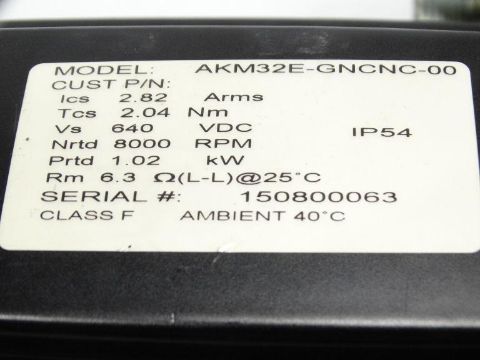 MODEL: AKM32E-GNCNC-00
CUST P/N:
Ics 2.82 Arms
Tcs 2.04 Nm
Vs 640 VDC IP54
Nrtd 8000 RPM
Prtd 1.02 kW
Rm 6.3 Ω(L-L)@25°C
SERIAL #: 150800063
CLASS F AMBIENT 40°C